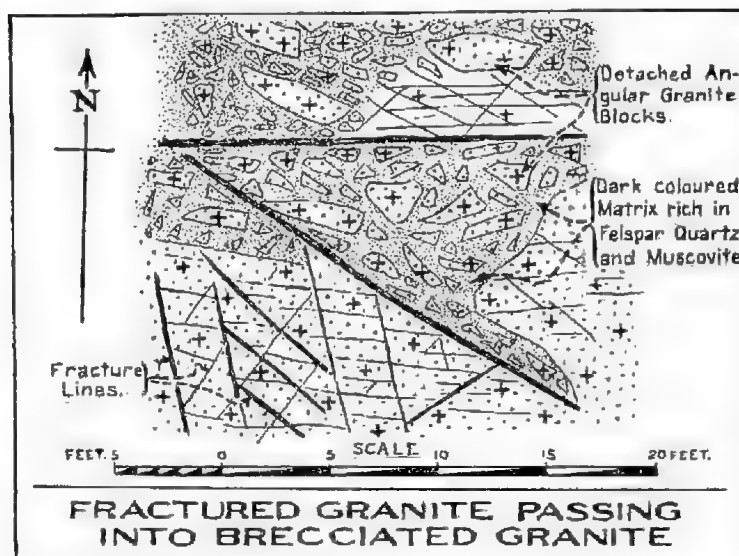 N
Detached An-
gular Granite
Blocks.
Dark coloured
Matrix rich in
Felspar Quartz
and Muscovite
Fracture
Lines.
SCALE
FEET. 5 0 5 10 15 20 FEET.
FRACTURED GRANITE PASSING
INTO BRECCIATED GRANITE